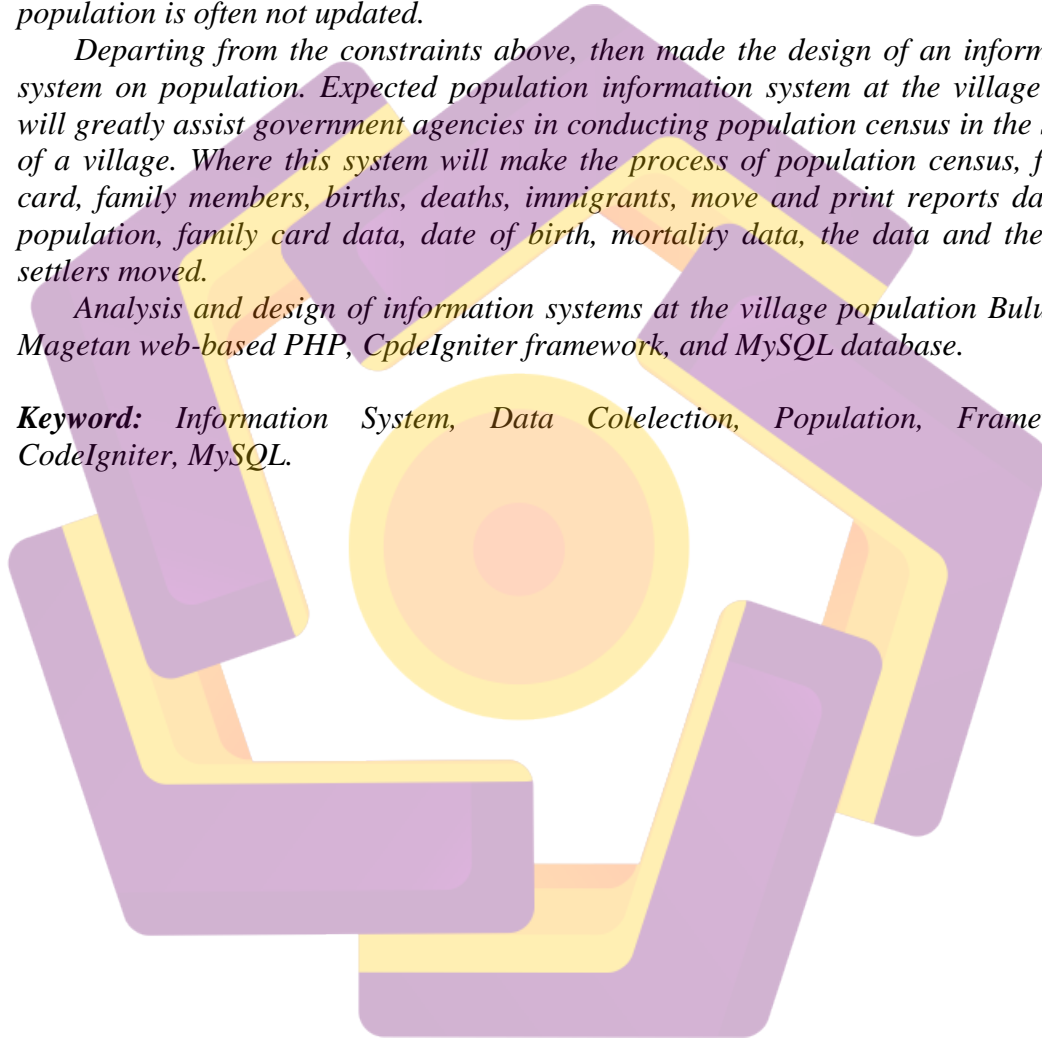 population is often not updated.
Departing from the constraints above, then made the design of an inform
system on population. Expected population information system at the village
will greatly assist government agencies in conducting population census in the
of a village. Where this system will make the process of population census, f
card, family members, births, deaths, immigrants, move and print reports da
population, family card data, date of birth, mortality data, the data and the
settlers moved.
Analysis and design of information systems at the village population Bulu
Magetan web-based PHP, CpdeIgniter framework, and MySQL database.
Keyword: Information System, Data Colelection, Population, Frame
CodeIgniter, MySQL.